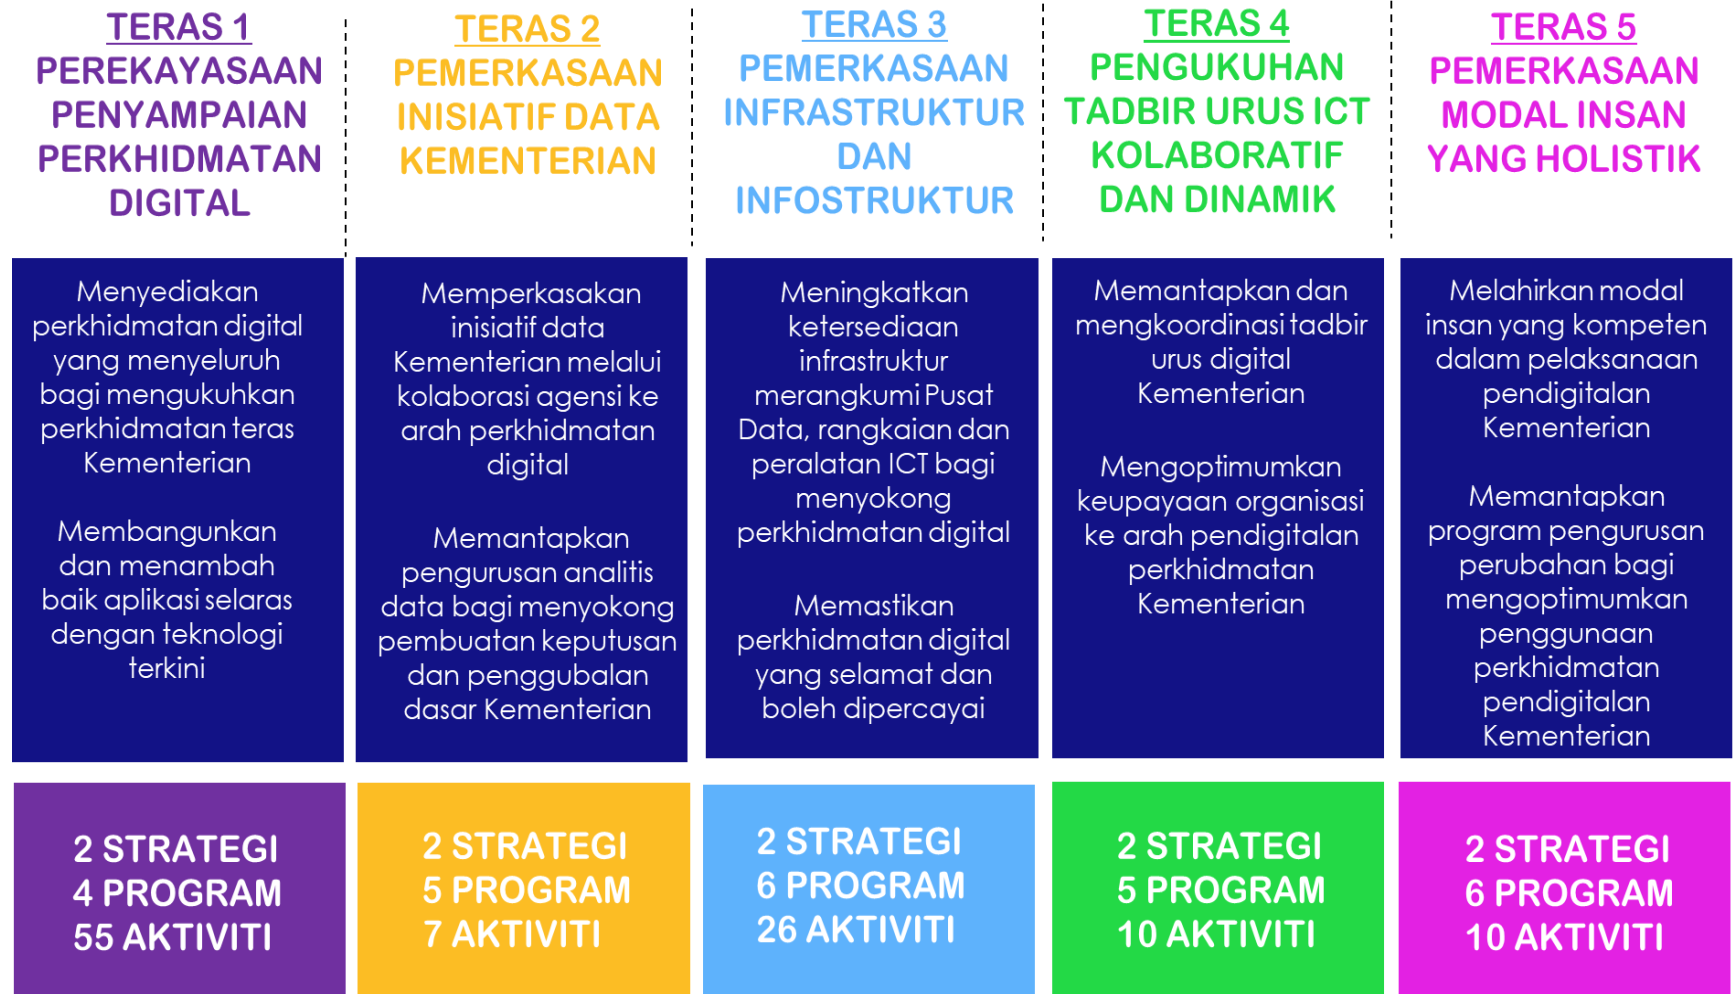 TERAS 1
PEREKAYASAAN
PENYAMPAIAN
PERKHIDMATAN
DIGITAL
Menyediakan
perkhidmatan digital
yang menyeluruh
bagi mengukuhkan
perkhidmatan teras
Kementerian
Membangunkan
dan menambah
baik aplikasi selaras
dengan teknologi
terkini
2 STRATEGI
4 PROGRAM
55 AKTIVITI
TERAS 2
PEMERKASAAN
INISIATIF DATA
KEMENTERIAN
Memperkasakan
inisiatif data
Kementerian melalui
kolaborasi agensi ke
arah perkhidmatan
digital
Memantapkan
pengurusan analitis
data bagi menyokong
pembuatan keputusan
dan penggubalan
dasar Kementerian
2 STRATEGI
5 PROGRAM
7 AKTIVITI
TERAS 3
PEMERKASAAN
INFRASTRUKTUR
DAN
INFOSTRUKTUR
Meningkatkan
ketersediaan
infrastruktur
merangkumi Pusat
Data, rangkaian dan
peralatan ICT bagi
menyokong
perkhidmatan digital
Memastikan
perkhidmatan digital
yang selamat dan
boleh dipercayai
2 STRATEGI
6 PROGRAM
26 AKTIVITI
TERAS 4
PENGUKUHAN
TADBIR URUS ICT
KOLABORATIF
DAN DINAMIK
Memantapkan dan
mengkoordinasi tadbir
urus digital
Kementerian
Mengoptimumkan
keupayaan organisasi
ke arah pendigitalan
perkhidmatan
Kementerian
2 STRATEGI
5 PROGRAM
10 AKTIVITI
TERAS 5
PEMERKASAAN
MODAL INSAN
YANG HOLISTIK
Melahirkan modal
insan yang kompeten
dalam pelaksanaan
pendigitalan
Kementerian
Memantapkan
program pengurusan
perubahan bagi
mengoptimumkan
penggunaan
perkhidmatan
pendigitalan
Kementerian
2 STRATEGI
6 PROGRAM
10 AKTIVITI